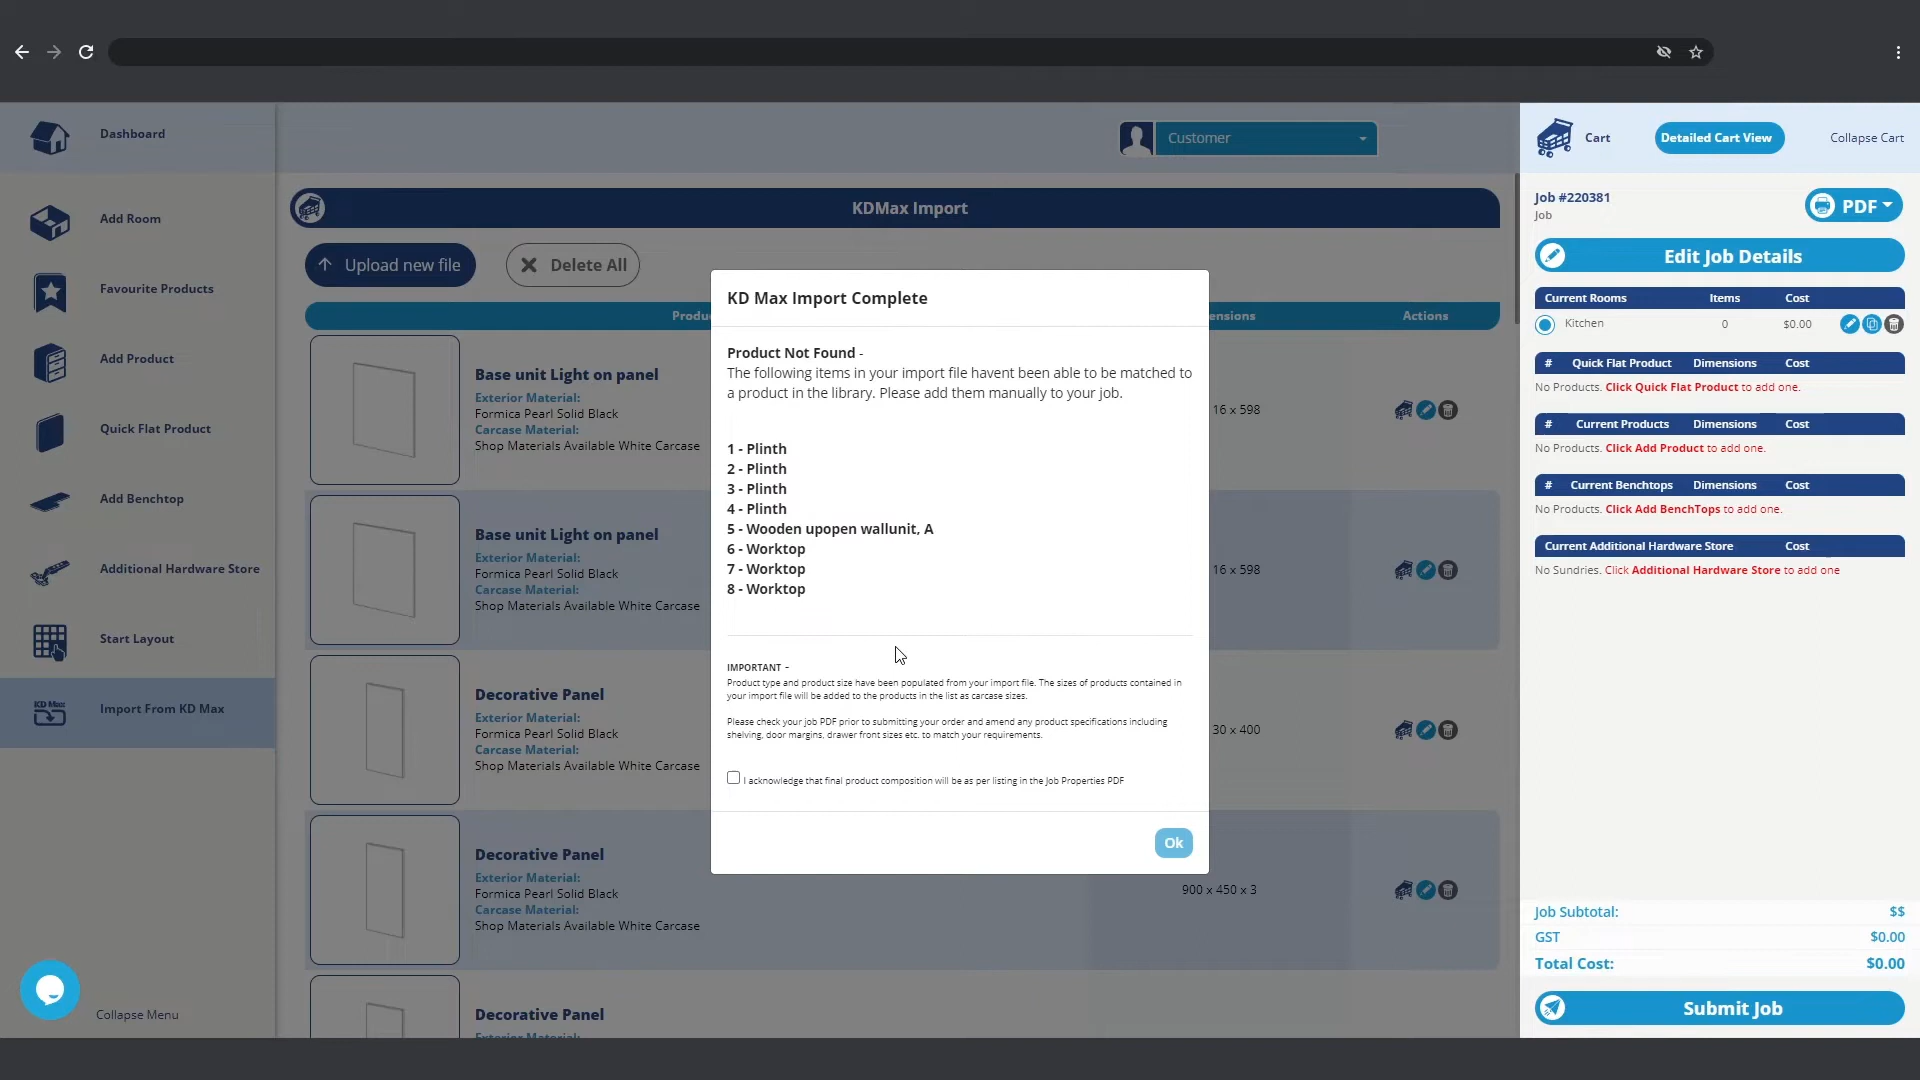 Dashboard
Customer
Cart
Detailed Cart View
Collapse Cart
Add Room
Favourite Products
Add Product
Quick Flat Product
Add Benchtop
Additional Hardware Store
Start Layout
KD Max
Import From KD Max
Collapse Menu
KDMax Import
Upload new file
Delete All
Produ
ensions
Actions
Base unit Light on panel
Exterior Material:
Formica Pearl Solid Black
Carcase Material:
Shop Materials Available White Carcase
16 x 598
Base unit Light on panel
Exterior Material:
Formica Pearl Solid Black
Carcase Material:
Shop Materials Available White Carcase
16 x 598
Decorative Panel
Exterior Material:
Formica Pearl Solid Black
Carcase Material:
Shop Materials Available White Carcase
30 x 400
Decorative Panel
Exterior Material:
Formica Pearl Solid Black
Carcase Material:
Shop Materials Available White Carcase
900 x 450 x 3
Decorative Panel
Exterior Material:
KD Max Import Complete
Product Not Found -
The following items in your import file havent been able to be matched to
a product in the library. Please add them manually to your job.
1 - Plinth
2 - Plinth
3 - Plinth
4 - Plinth
5 - Wooden upopen wallunit, A
6 - Worktop
7 - Worktop
8 - Worktop
IMPORTANT -
Product type and product size have been populated from your import file. The sizes of products contained in
your import file will be added to the products in the list as carcase sizes.
Please check your job PDF prior to submitting your order and amend any product specifications including
shelving, door margins, drawer front sizes etc. to match your requirements.
I acknowledge that final product composition will be as per listing in the Job Properties PDF
Ok
Job #220381
Job
PDF
Edit Job Details
Current Rooms Items Cost
Kitchen 0 $0.00
# Quick Flat Product Dimensions Cost
No Products. Click Quick Flat Product to add one.
# Current Products Dimensions Cost
No Products. Click Add Product to add one.
# Current Benchtops Dimensions Cost
No Products. Click Add BenchTops to add one.
Current Additional Hardware Store Cost
No Sundries. Click Additional Hardware Store to add one
Job Subtotal: $$
GST $0.00
Total Cost: $0.00
Submit Job